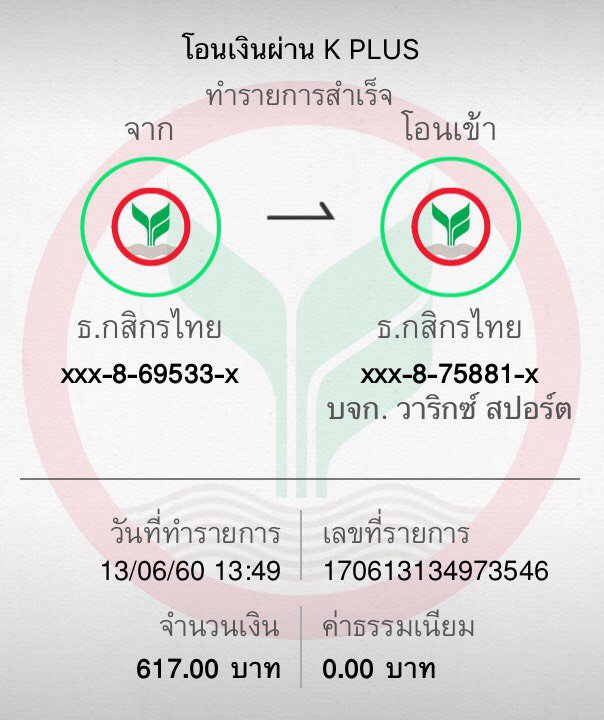 โอนเงินผ่าน K PLUS
ทำรายการสำเร็จ
จาก
โอนเข้า
ธ.กสิกรไทย
ธ.กสิกรไทย
xxx-8-69533-x
xxx-8-75881-x
บจก. วาริกซ์ สปอร์ต
วันที่ทำรายการ
เลขที่รายการ
13/06/60 13:49
170613134973546
จำนวนเงิน
ค่าธรรมเนียม
617.00 บาท
0.00 บาท